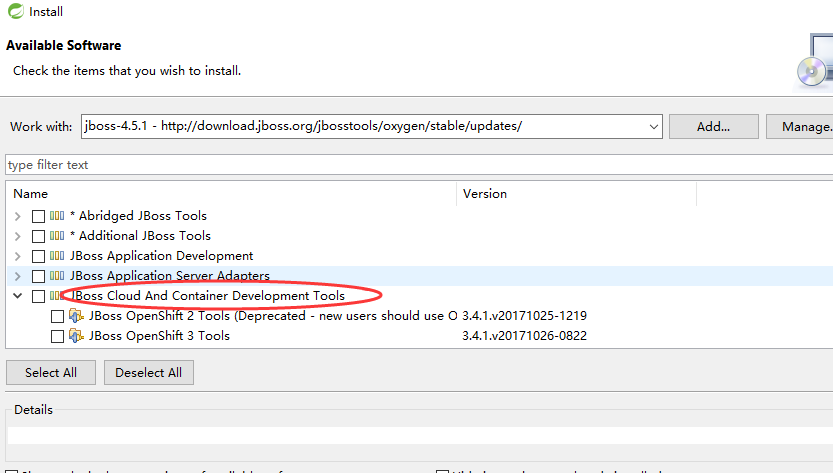 Install
Available Software
Check the items that you wish to install.
Work with: jboss-4.5.1 - http://download.jboss.org/jbosstools/oxygen/stable/updates/ Add... Manage.
type filter text
Name Version
* Abridged JBoss Tools
* Additional JBoss Tools
JBoss Application Development
JBoss Application Server Adapters
JBoss Cloud And Container Development Tools
JBoss OpenShift 2 Tools (Deprecated - new users should use O 3.4.1.v20171025-1219
JBoss OpenShift 3 Tools 3.4.1.v20171026-0822
Select All Deselect All
Details